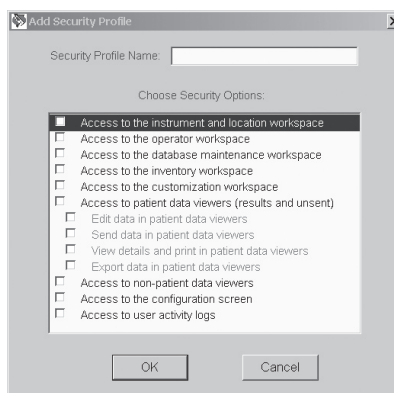 Add Security Profile
Security Profile Name:
Choose Security Options:
Access to the instrument and location workspace
Access to the operator workspace
Access to the database maintenance workspace
Access to the inventory workspace
Access to the customization workspace
Access to patient data viewers (results and unsent)
Edit data in patient data viewers
Send data in patient data viewers
View details and print in patient data viewers
Export data in patient data viewers
Access to non-patient data viewers
Access to the configuration screen
Access to user activity logs
OK Cancel